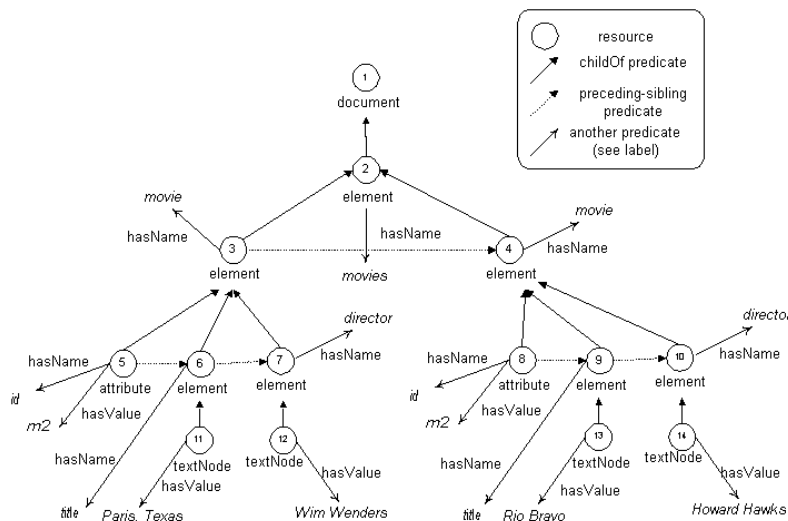 resource
childOf predicate
preceding-sibling
predicate
another predicate
(see label)
1
document
2
element
movie
hasName
3
element
hasName
movies
4
element
movie
hasName
director
hasName
hasName
5
attribute
id
m2
hasValue
6
element
7
element
hasName
title
11
textNode
hasValue
Paris, Texas
12
textNode
hasValue
Wim Wenders
director
hasName
hasName
8
attribute
id
m2
hasValue
9
element
10
element
hasName
title
13
textNode
hasValue
Rio Bravo
14
textNode
hasValue
Howard Hawks